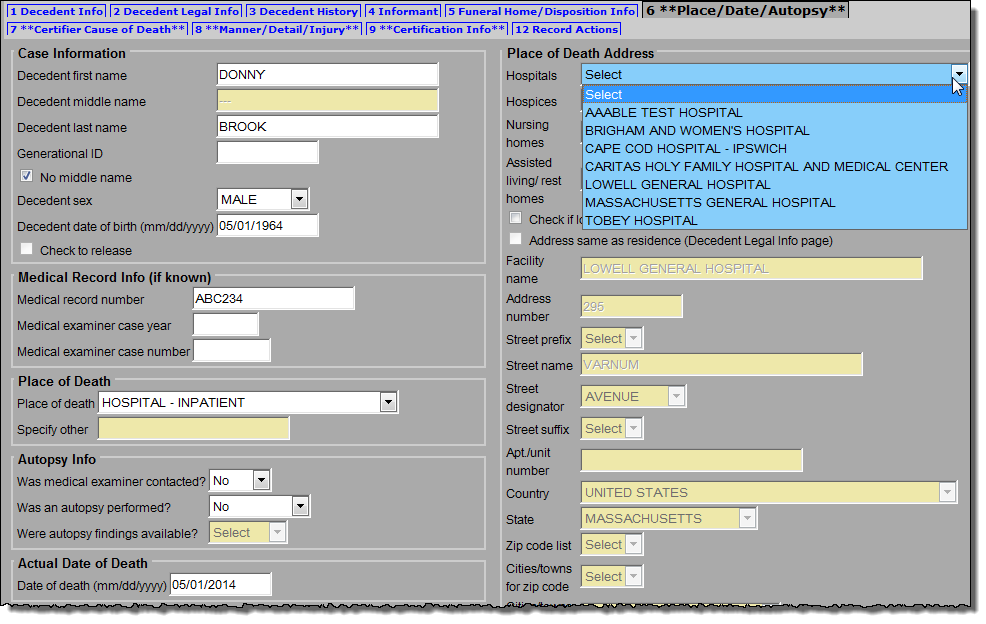 1 Decedent Info 2 Decedent Legal Info 3 Decedent History 4 Informant 5 Funeral Home/Disposition Info 6 **Place/Date/Autopsy**
7 **Certifier Cause of Death** 8 **Manner/Detail/Injury** 9 **Certification Info** 12 Record Actions
Case Information
Decedent first name DONNY
Decedent middle name ---
Decedent last name BROOK
Generational ID
No middle name
Decedent sex MALE
Decedent date of birth (mm/dd/yyyy) 05/01/1964
Check to release
Medical Record Info (if known)
Medical record number ABC234
Medical examiner case year
Medical examiner case number
Place of Death
Place of death HOSPITAL - INPATIENT
Specify other
Autopsy Info
Was medical examiner contacted? No
Was an autopsy performed? No
Were autopsy findings available? Select
Actual Date of Death
Date of death (mm/dd/yyyy) 05/01/2014
Place of Death Address
Hospitals Select
Select
AAABLE TEST HOSPITAL
BRIGHAM AND WOMEN'S HOSPITAL
CAPE COD HOSPITAL - IPSWICH
CARITAS HOLY FAMILY HOSPITAL AND MEDICAL CENTER
LOWELL GENERAL HOSPITAL
MASSACHUSETTS GENERAL HOSPITAL
TOBEY HOSPITAL
Hospices
Nursing
homes
Assisted
living/ rest
homes
Check if
Address same as residence (Decedent Legal Info page)
Facility
name LOWELL GENERAL HOSPITAL
Address
number 295
Street prefix Select
Street name VARNUM
Street
designator AVENUE
Street suffix Select
Apt./unit
number
Country UNITED STATES
State MASSACHUSETTS
Zip code list Select
Cities/towns
for zip code Select